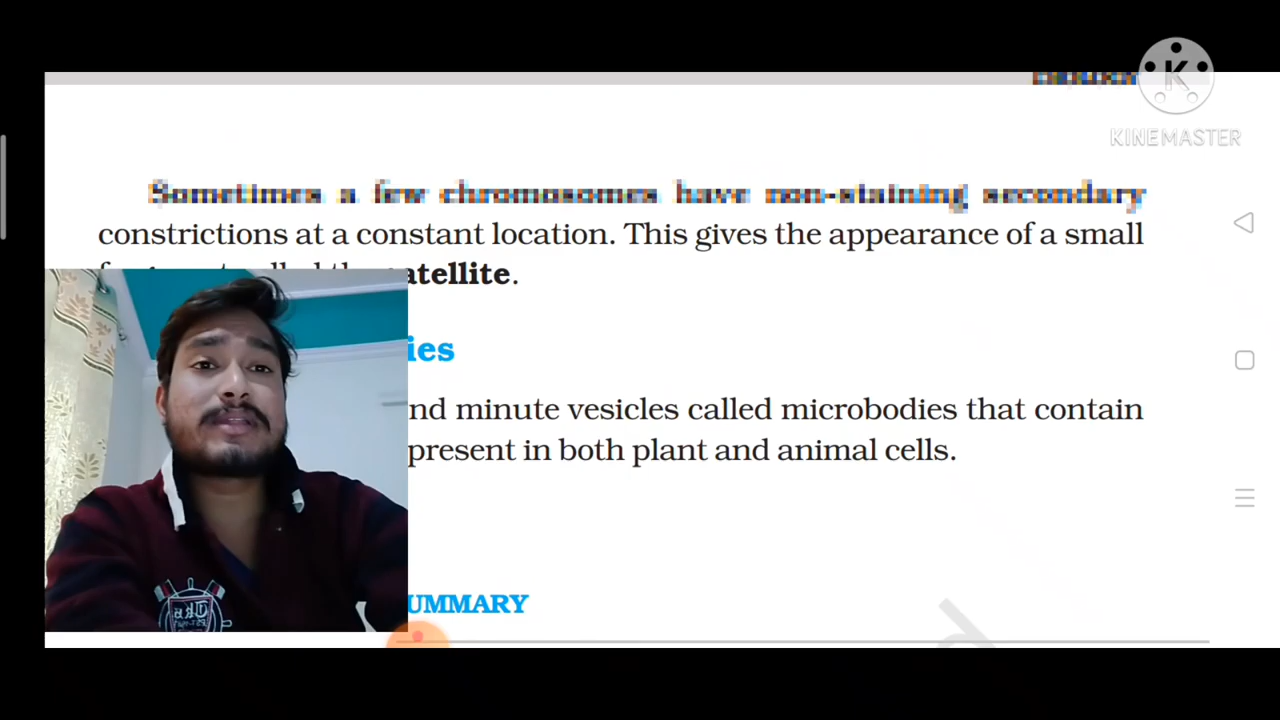 KINEMASTER
Sometimes a few chromosomes have non-staining secondary
constrictions at a constant location. This gives the appearance of a small
atellite.
ies
nd minute vesicles called microbodies that contain
present in both plant and animal cells.
UMMARY